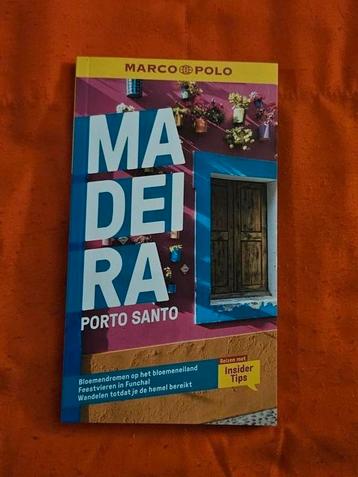 MARCO POLO
MA
DEI
RA
PORTO SANTO
Bloemendromen op het bloemeneiland
Feestvieren in Funchal
Wandelen totdat je de hemel bereikt
Reizen met
Insider
Tips